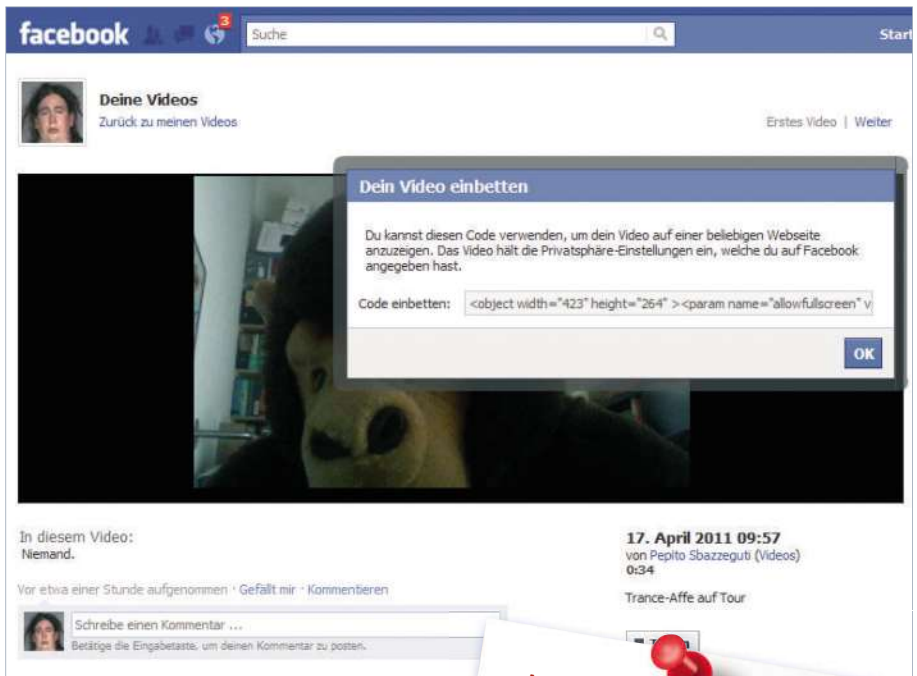 facebook
3
Suche
Start
Deine Videos
Zurück zu meinen Videos
Erstes Video | Weiter
Dein Video einbetten
Du kannst diesen Code verwenden, um dein Video auf einer beliebigen Webseite
anzuzeigen. Das Video hält die Privatsphäre-Einstellungen ein, welche du auf Facebook
angegeben hast.
Code einbetten: <object width="423" height="264" ><param name="allowfullscreen" v
OK
In diesem Video:
Niemand.
17. April 2011 09:57
von Pepito Sbazzeguti (Videos)
0:34
Vor etwa einer Stunde aufgenommen · Gefällt mir · Kommentieren
Trance-Affe auf Tour
Schreibe einen Kommentar ...
Betätige die Eingabetaste, um deinen Kommentar zu posten.